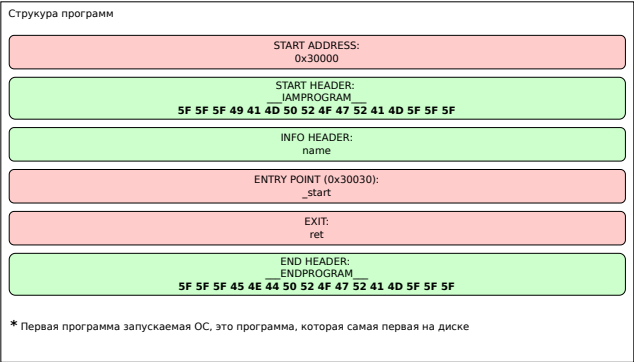 Струкура программ
START ADDRESS:
0x30000
START HEADER:
___IAMPROGRAM___
5F 5F 5F 49 41 4D 50 52 4F 47 52 41 4D 5F 5F 5F
INFO HEADER:
name
ENTRY POINT (0x30030):
_start
EXIT:
ret
END HEADER:
___ENDPROGRAM___
5F 5F 5F 45 4E 44 50 52 4F 47 52 41 4D 5F 5F 5F
* Первая программа запускаемая ОС, это программа, которая самая первая на диске